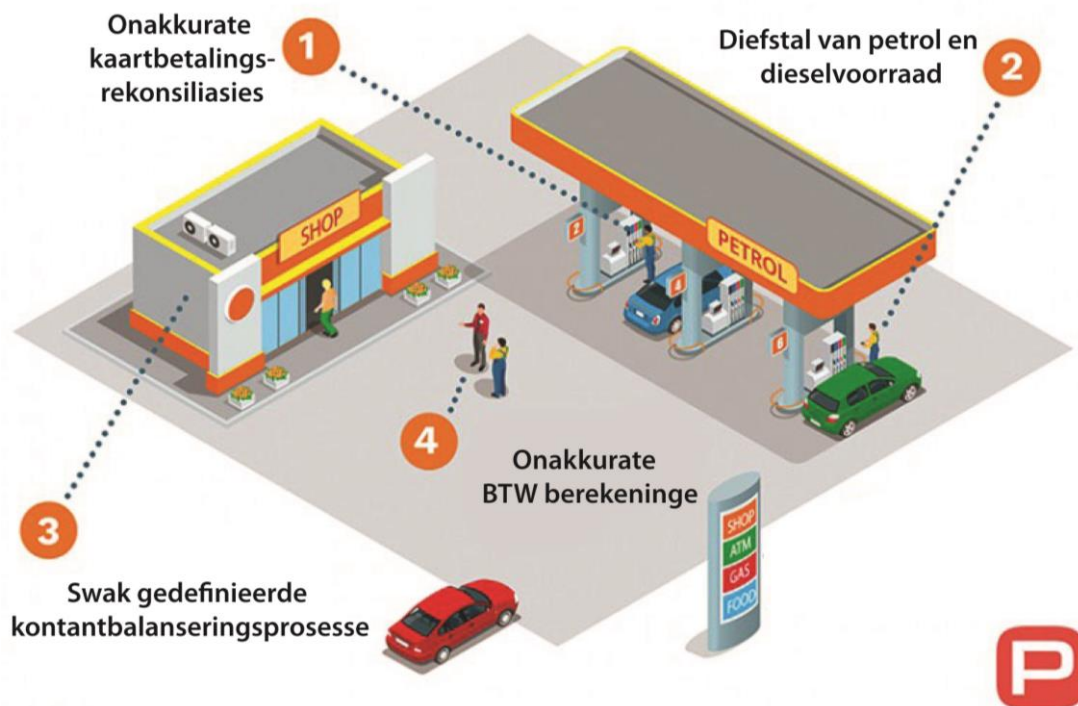 Onakkurate
kaartbetalings-
rekonsiliasies
1
Diefstal van petrol en
dieselvoorraad
2
SHOP
PETROL
2
4
6
3
Swak gedefinieerde
kontantbalanseringsprosesse
4
Onakkurate
BTW berekeninge
SHOP
ATM
GAS
FOOD
P